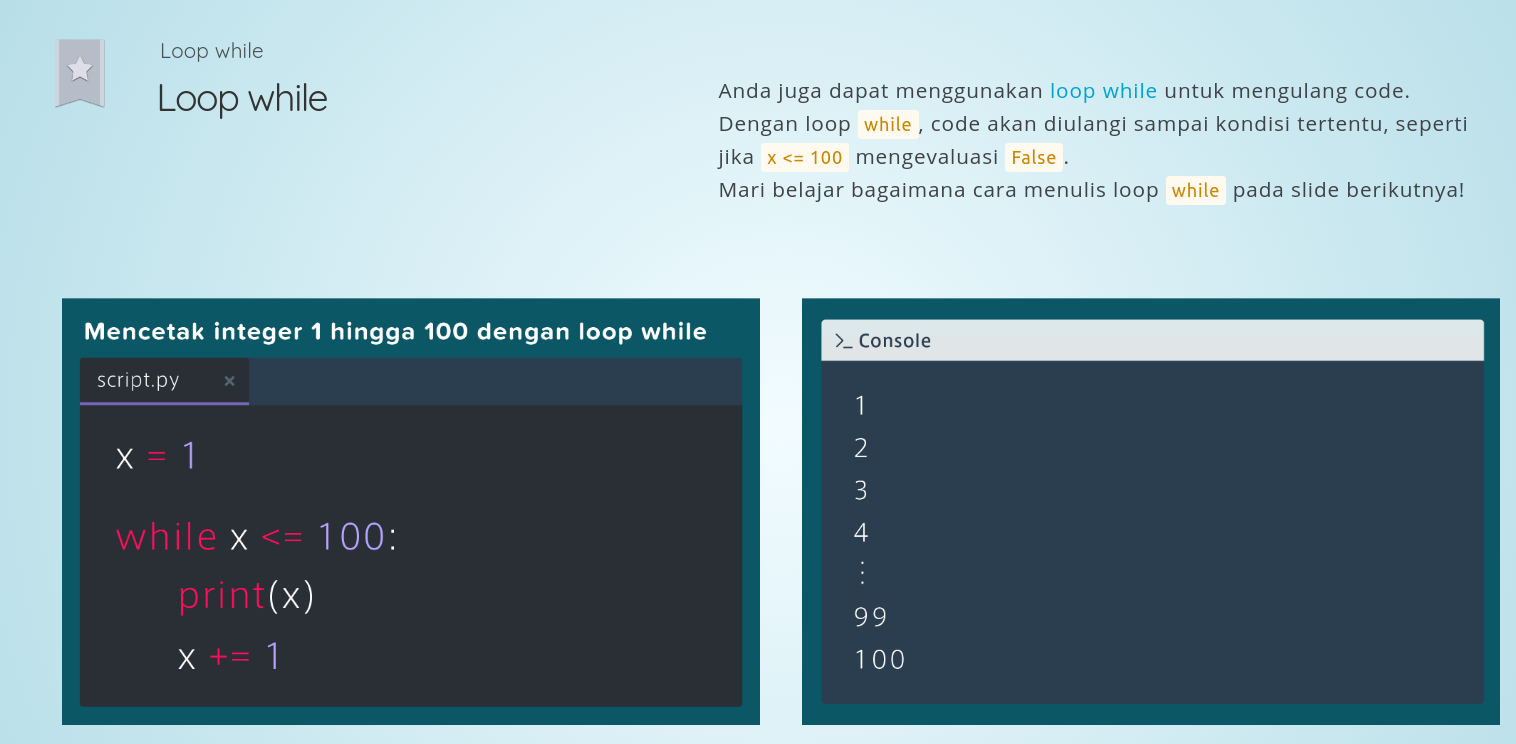 Loop while
Loop while
Anda juga dapat menggunakan loop while untuk mengulang code.
Dengan loop while, code akan diulangi sampai kondisi tertentu, seperti
jika x <= 100 mengevaluasi False.
Mari belajar bagaimana cara menulis loop while pada slide berikutnya!
Mencetak integer 1 hingga 100 dengan loop while
script.py ×
x = 1
while x <= 100:
print(x)
x += 1
>_ Console
1
2
3
4
⋮
99
100